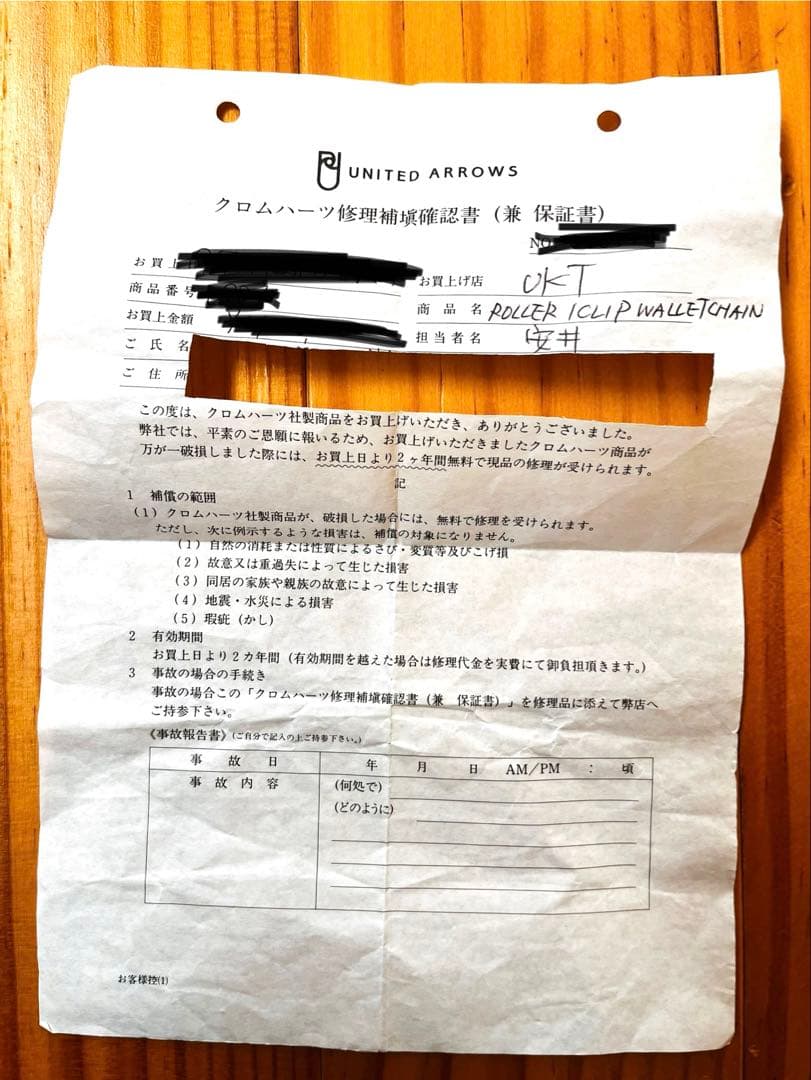 UNITED ARROWS
クロムハーツ修理補塡確認書（兼 保証書）
NO
お買上
お買上げ店 UKT
商品番号
商品名 ROLLER 1CLIP WALLETCHAIN
お買上金額
担当者名 安井
ご氏名
ご住所
この度は、クロムハーツ社製商品をお買上げいただき、ありがとうございました。
弊社では、平素のご恩顧に報いるため、お買上げいただきましたクロムハーツ商品が
万が一破損しました際には、お買上日より2ヶ年間無料で現品の修理が受けられます。
記
1 補償の範囲
(1) クロムハーツ社製商品が、破損した場合には、無料で修理を受けられます。
ただし、次に例示するような損害は、補償の対象になりません。
(1) 自然の消耗または性質によるさび・変質等及びこげ損
(2) 故意又は重過失によって生じた損害
(3) 同居の家族や親族の故意によって生じた損害
(4) 地震・水災による損害
(5) 瑕疵（かし）
2 有効期間
お買上日より2カ年間（有効期間を越えた場合は修理代金を実費にて御負担頂きます。）
3 事故の場合の手続き
事故の場合この「クロムハーツ修理補塡確認書（兼 保証書）」を修理品に添えて弊店へ
ご持参下さい。
《事故報告書》（ご自分で記入の上ご持参下さい。）
事故日 年 月 日 AM/PM : 頃
事故内容 (何処で)
(どのように)
お客様控(1)